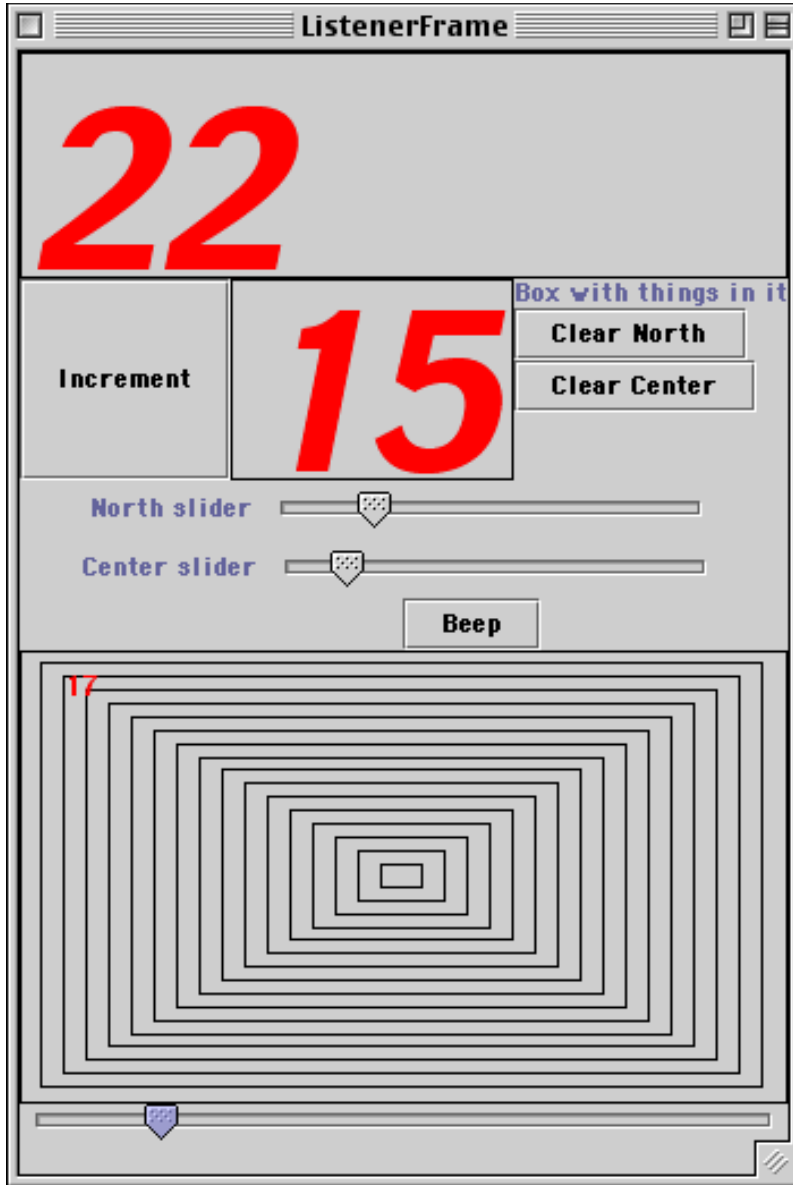 ListenerFrame
22
Increment
15
Box with things in it
Clear North
Clear Center
North slider
Center slider
Beep
17